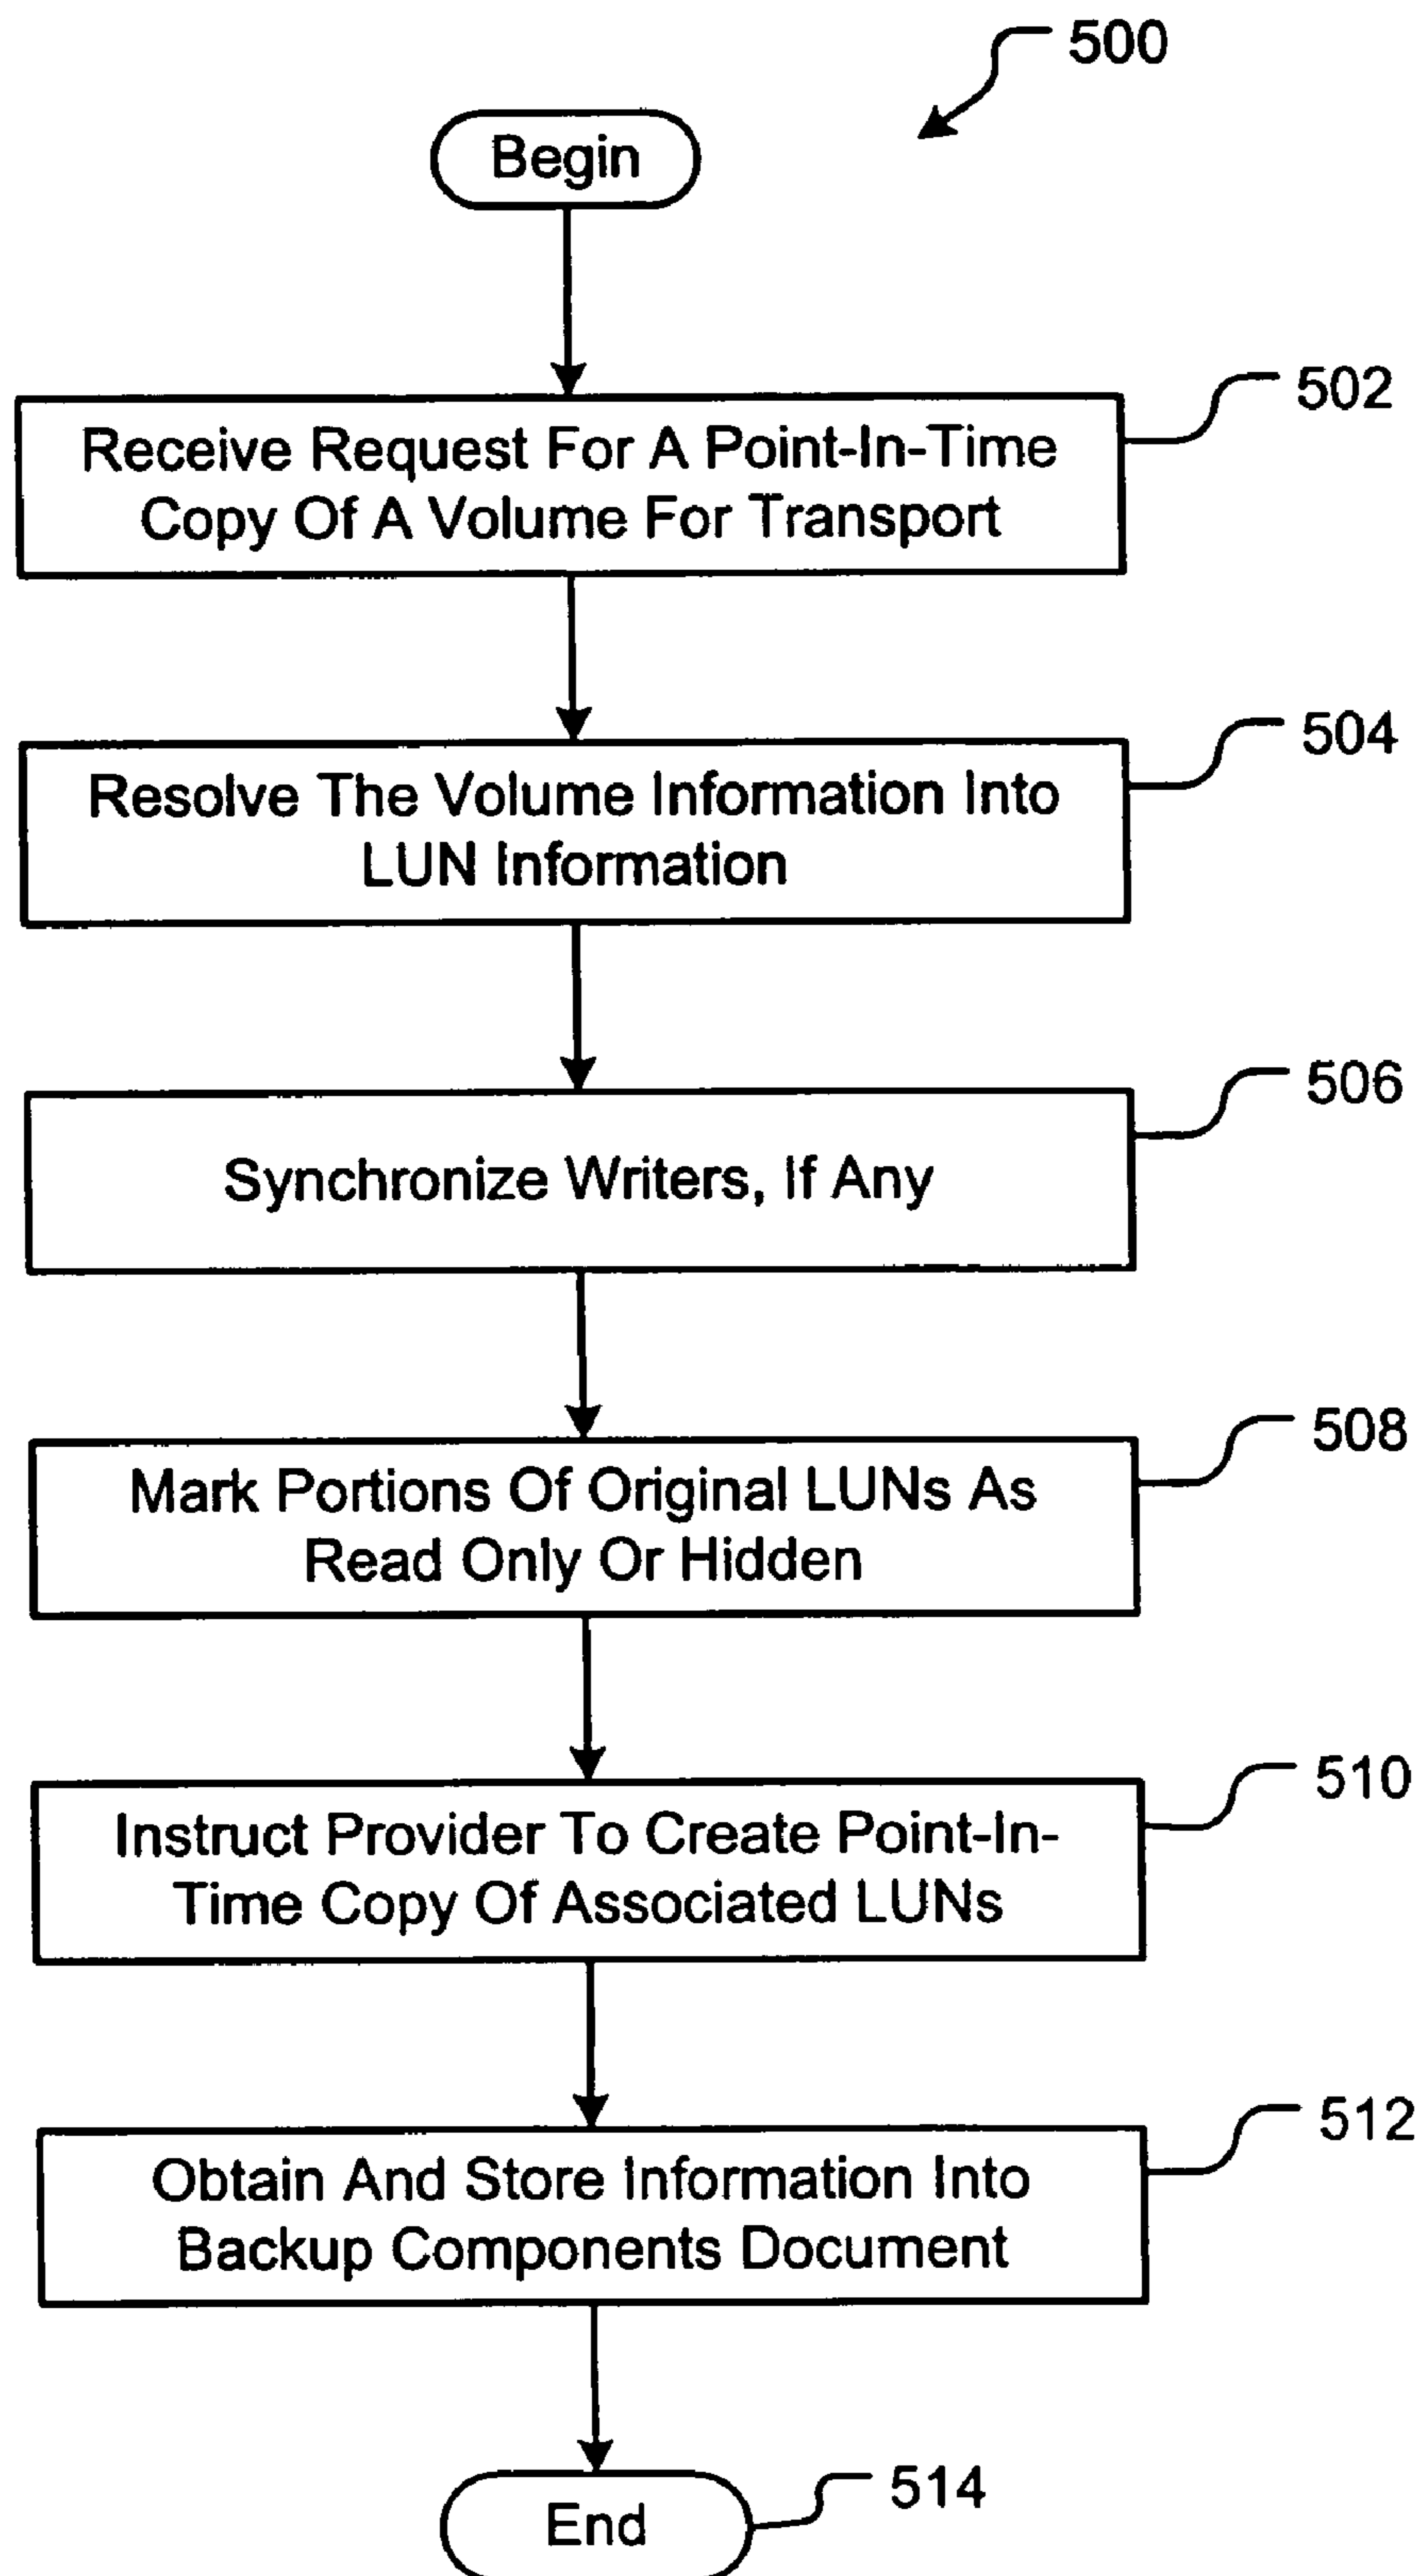 500
Begin
502
Receive Request For A Point-In-Time
Copy Of A Volume For Transport
504
Resolve The Volume Information Into
LUN Information
506
Synchronize Writers, If Any
508
Mark Portions Of Original LUNs As
Read Only Or Hidden
510
Instruct Provider To Create Point-In-
Time Copy Of Associated LUNs
512
Obtain And Store Information Into
Backup Components Document
End
514